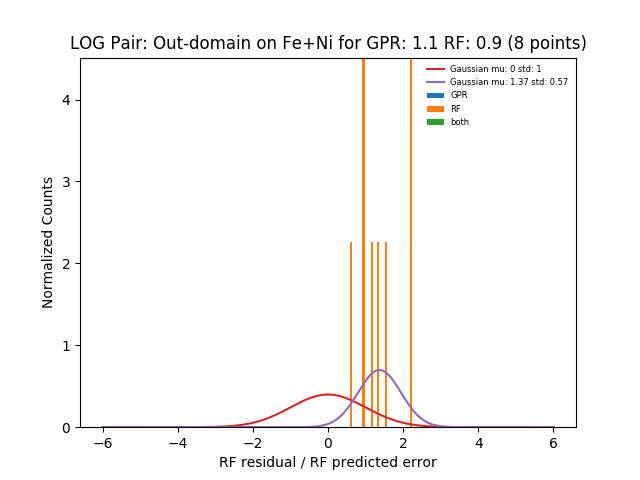 LOG Pair: Out-domain on Fe+Ni for GPR: 1.1 RF: 0.9 (8 points)
Gaussian mu: 0 std: 1
Gaussian mu: 1.37 std: 0.57
GPR
RF
both
Normalized Counts
4
3
2
1
0
−6 −4 −2 0 2 4 6
RF residual / RF predicted error